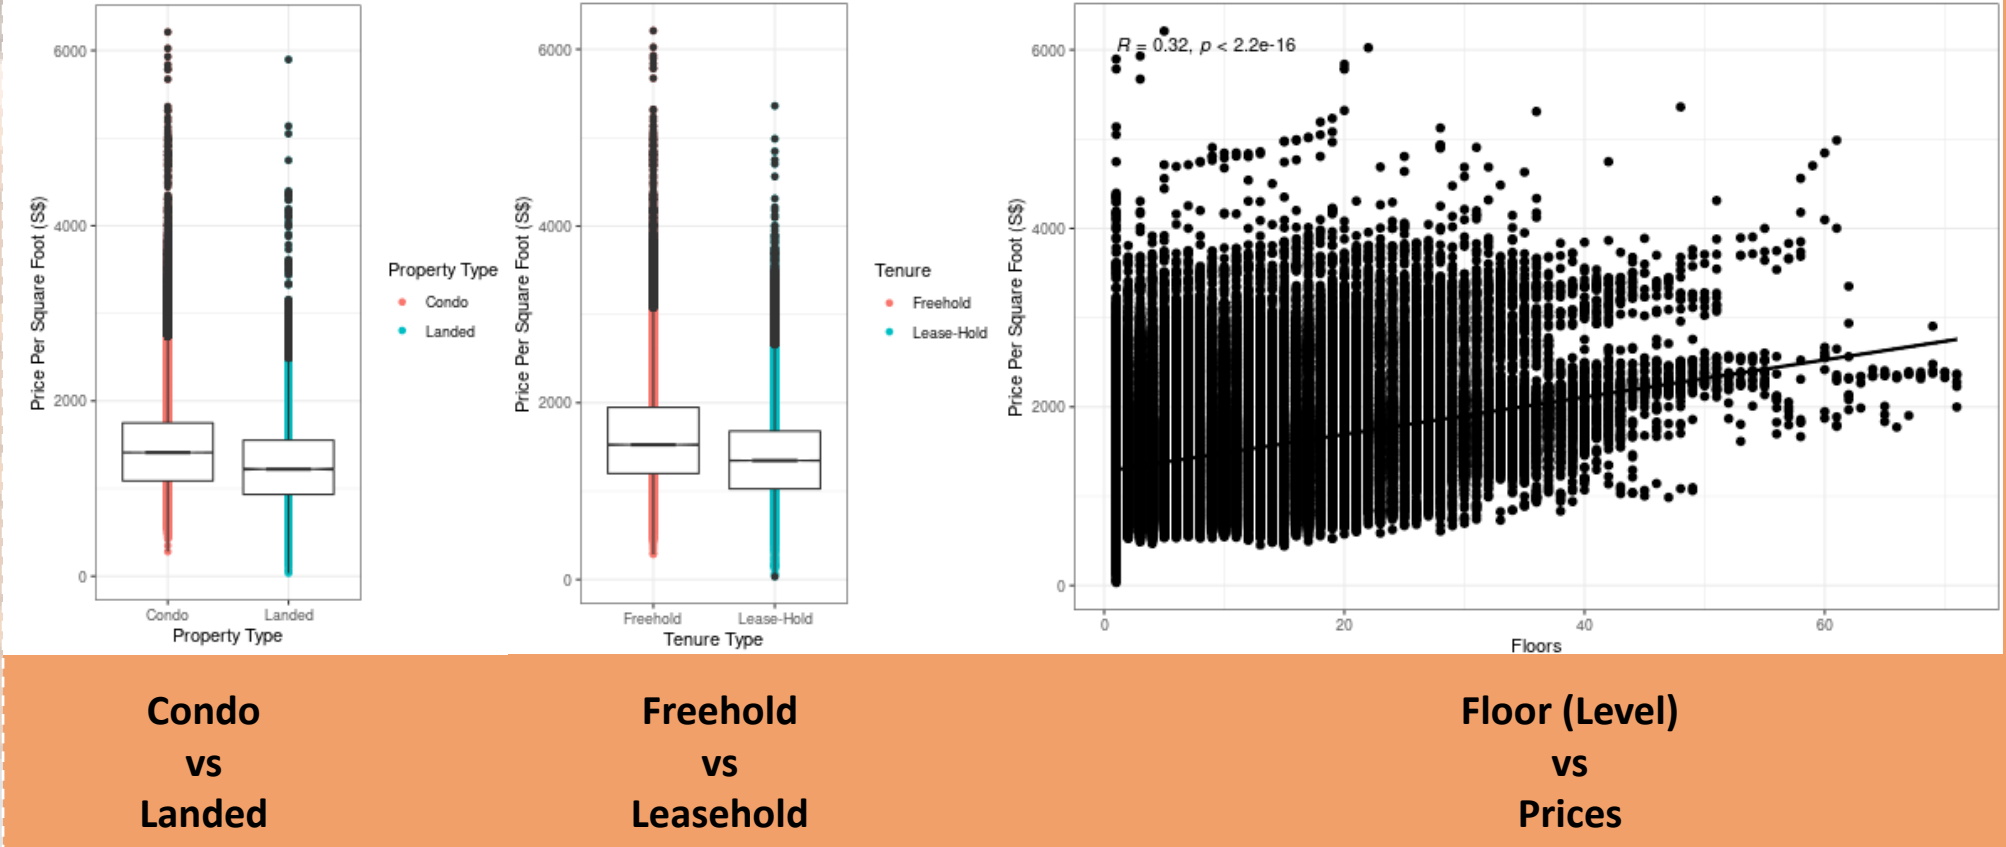 6000
4000
2000
0
Price Per Square Foot (S$)
Condo
Landed
Property Type
Property Type
Condo
Landed
6000
4000
2000
0
Price Per Square Foot (S$)
Freehold
Lease-Hold
Tenure Type
Tenure
Freehold
Lease-Hold
R = 0.32, p < 2.2e-16
6000
4000
2000
0
Price Per Square Foot (S$)
0
20
40
60
Floors
Condo
vs
Landed
Freehold
vs
Leasehold
Floor (Level)
vs
Prices